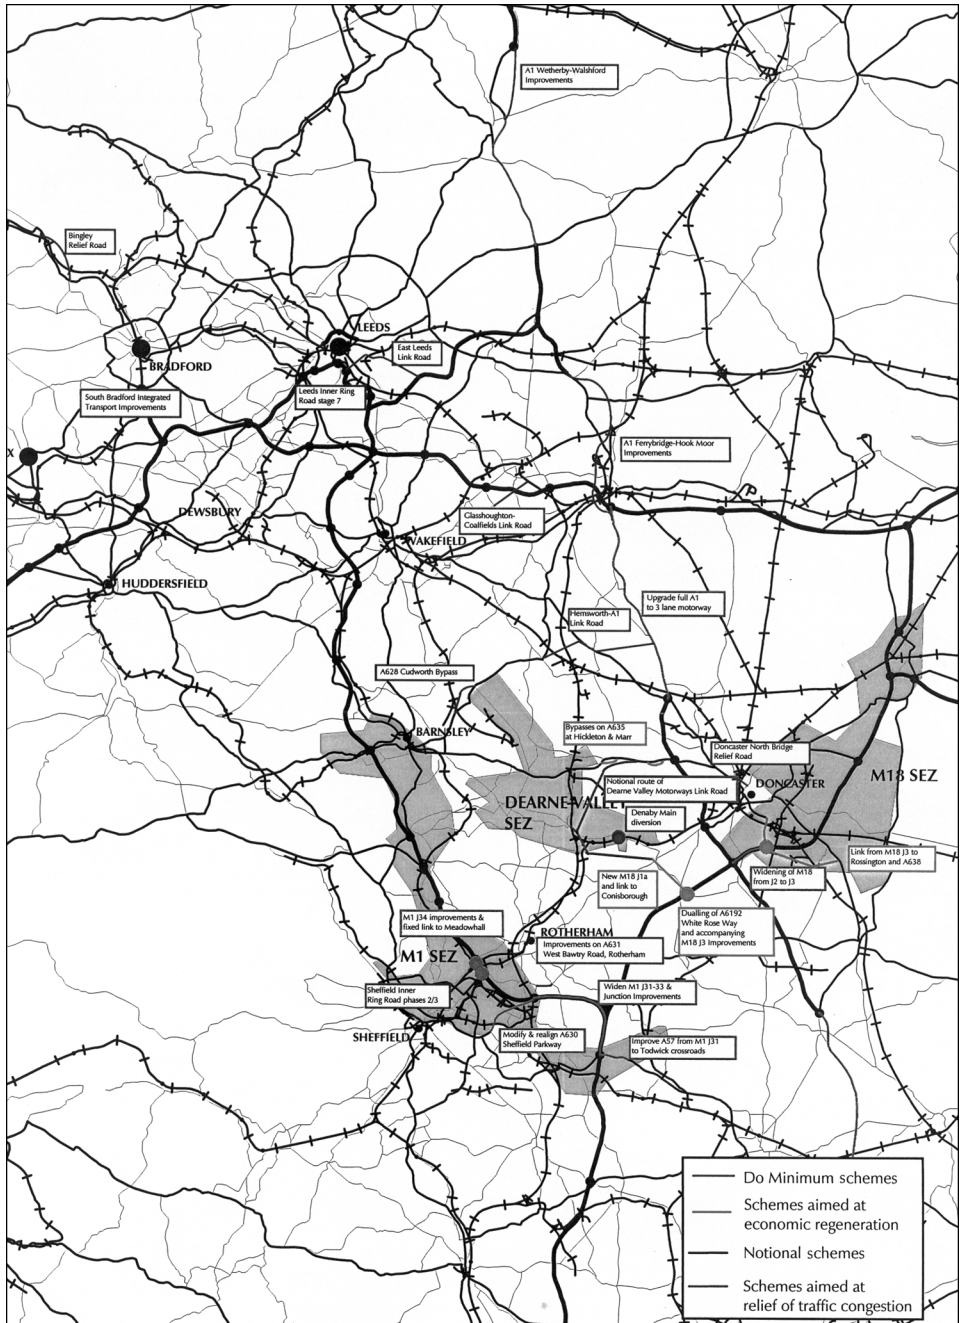 A1 Wetherby-Walshford
Improvements
Bingley
Relief Road
LEEDS
East Leeds
Link Road
BRADFORD
South Bradford Integrated
Transport Improvements
Leeds Inner Ring
Road stage 7
A1 Ferrybridge-Hook Moor
Improvements
X
DEWSBURY
Glasshoughton-
Coalfields Link Road
WAKEFIELD
HUDDERSFIELD
Upgrade full A1
to 3 lane motorway
Hemsworth-A1
Link Road
A628 Cudworth Bypass
BARNSLEY
Bypasses on A635
at Hickleton & Marr
Doncaster North Bridge
Relief Road
M18 SEZ
Notional route of
Dearne Valley Motorways Link Road
DONCASTER
DEARNE VALLEY
SEZ
Denaby Main
diversion
Link from M18 J3 to
Rossington and A638
New M18 J1a
and link to
Conisborough
Widening of M18
from J2 to J3
M1 J34 improvements &
fixed link to Meadowhall
Dualling of A6192
White Rose Way
and accompanying
M18 J3 Improvements
ROTHERHAM
Improvements on A631
West Bawtry Road, Rotherham
M1 SEZ
Sheffield Inner
Ring Road phases 2/3
Widen M1 J31-33 &
Junction Improvements
SHEFFIELD
Modify & realign A630
Sheffield Parkway
Improve A57 from M1 J31
to Todwick crossroads
Do Minimum schemes
Schemes aimed at
economic regeneration
Notional schemes
Schemes aimed at
relief of traffic congestion